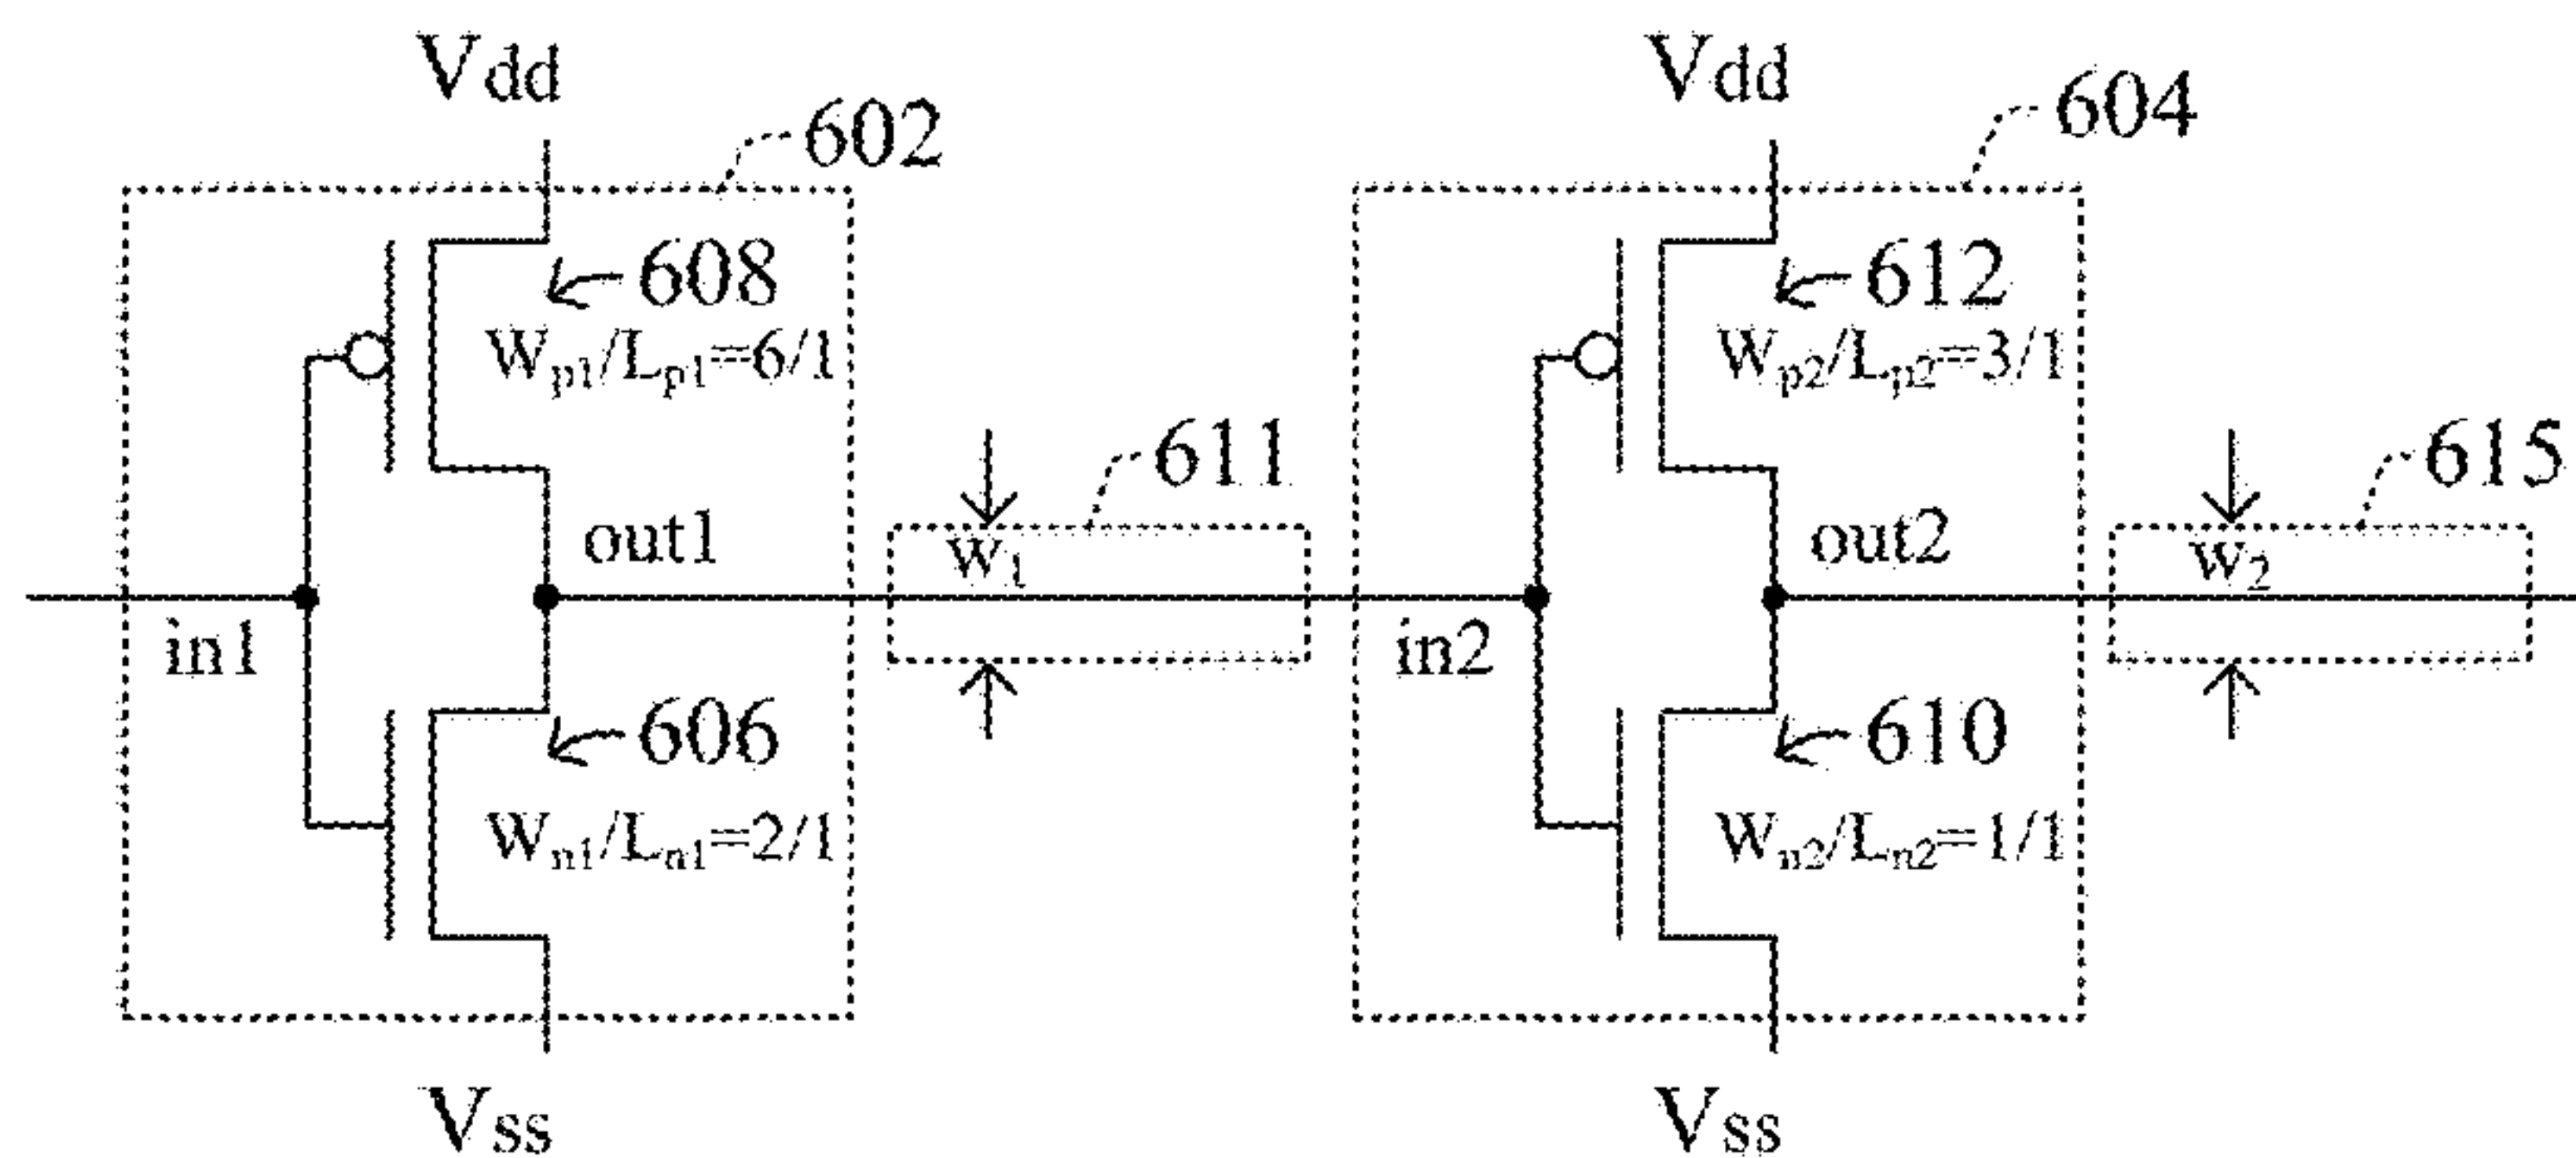 Vdd
602
608
Wp1/Lp1=6/1
out1
in1
606
Wn1/Ln1=2/1
Vss
611
w1
Vdd
604
612
Wp2/Lp2=3/1
out2
in2
610
Wn2/Ln2=1/1
Vss
615
w2